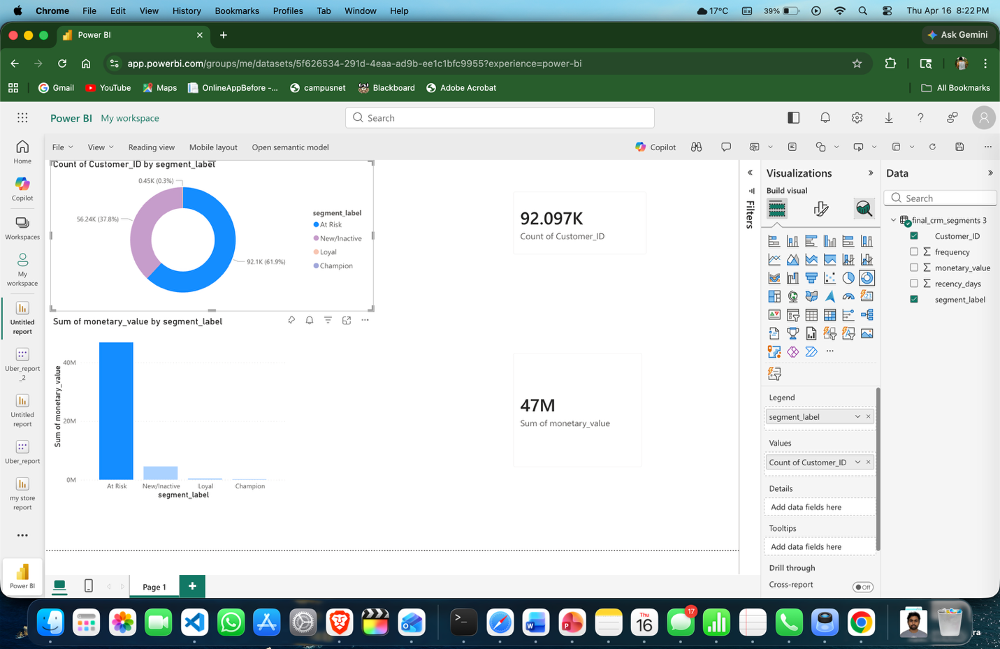 Chrome File Edit View History Bookmarks Profiles Tab Window Help
17°C 39% Thu Apr 16 8:22 PM
Power BI
Ask Gemini
app.powerbi.com/groups/me/datasets/5f626534-291d-4eaa-ad9b-ee1c1bfc9955?experience=power-bi
Gmail YouTube Maps OnlineAppBefore -... campusnet Blackboard Adobe Acrobat All Bookmarks
Power BI My workspace
Search
File View Reading view Mobile layout Open semantic model
Copilot
Home
Copilot
Workspaces
My
workspace
Untitled
report
Uber_report
_2
Untitled
report
Uber_report
my store
report
Power BI
Count of Customer_ID by segment_label
0.45K (0.3%)
56.24K (37.8%)
92.1K (61.9%)
segment_label
At Risk
New/Inactive
Loyal
Champion
92.097K
Count of Customer_ID
Sum of monetary_value by segment_label
Sum of monetary_value
40M
20M
0M
At Risk New/Inactive Loyal Champion
segment_label
47M
Sum of monetary_value
Page 1
Filters
Visualizations
Build visual
Legend
segment_label
Values
Count of Customer_ID
Details
Add data fields here
Tooltips
Add data fields here
Drill through
Cross-report
Off
Data
Search
final_crm_segments 3
Customer_ID
frequency
monetary_value
recency_days
segment_label
Thu
16
17
ra